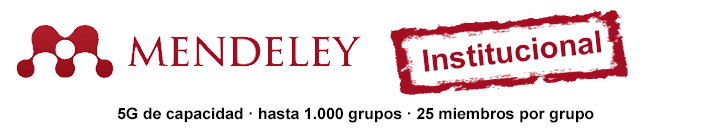 MENDELEY
Institucional
5G de capacidad · hasta 1.000 grupos · 25 miembros por grupo